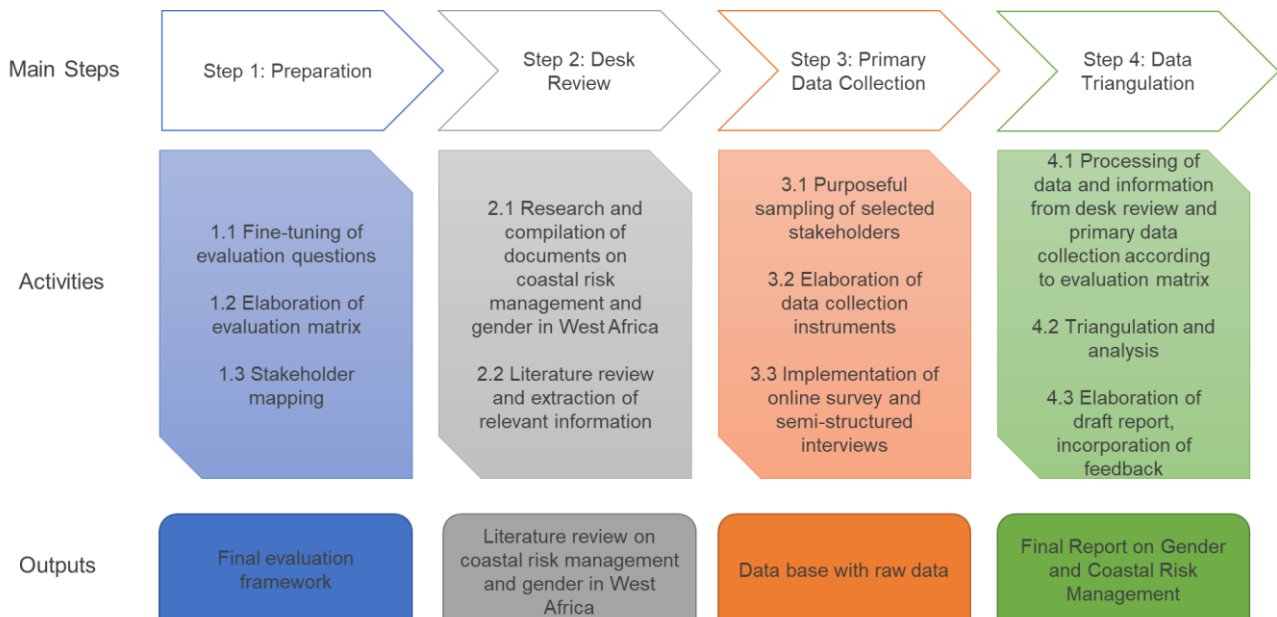 Main Steps
Step 1: Preparation
Step 2: Desk
Review
Step 3: Primary
Data Collection
Step 4: Data
Triangulation
Activities
1.1 Fine-tuning of
evaluation questions
1.2 Elaboration of
evaluation matrix
1.3 Stakeholder
mapping
2.1 Research and
compilation of
documents on
coastal risk
management and
gender in West Africa
2.2 Literature review
and extraction of
relevant information
3.1 Purposeful
sampling of selected
stakeholders
3.2 Elaboration of
data collection
instruments
3.3 Implementation of
online survey and
semi-structured
interviews
4.1 Processing of
data and information
from desk review and
primary data
collection according
to evaluation matrix
4.2 Triangulation and
analysis
4.3 Elaboration of
draft report,
incorporation of
feedback
Outputs
Final evaluation
framework
Literature review on
coastal risk management
and gender in West
Africa
Data base with raw data
Final Report on Gender
and Coastal Risk
Management